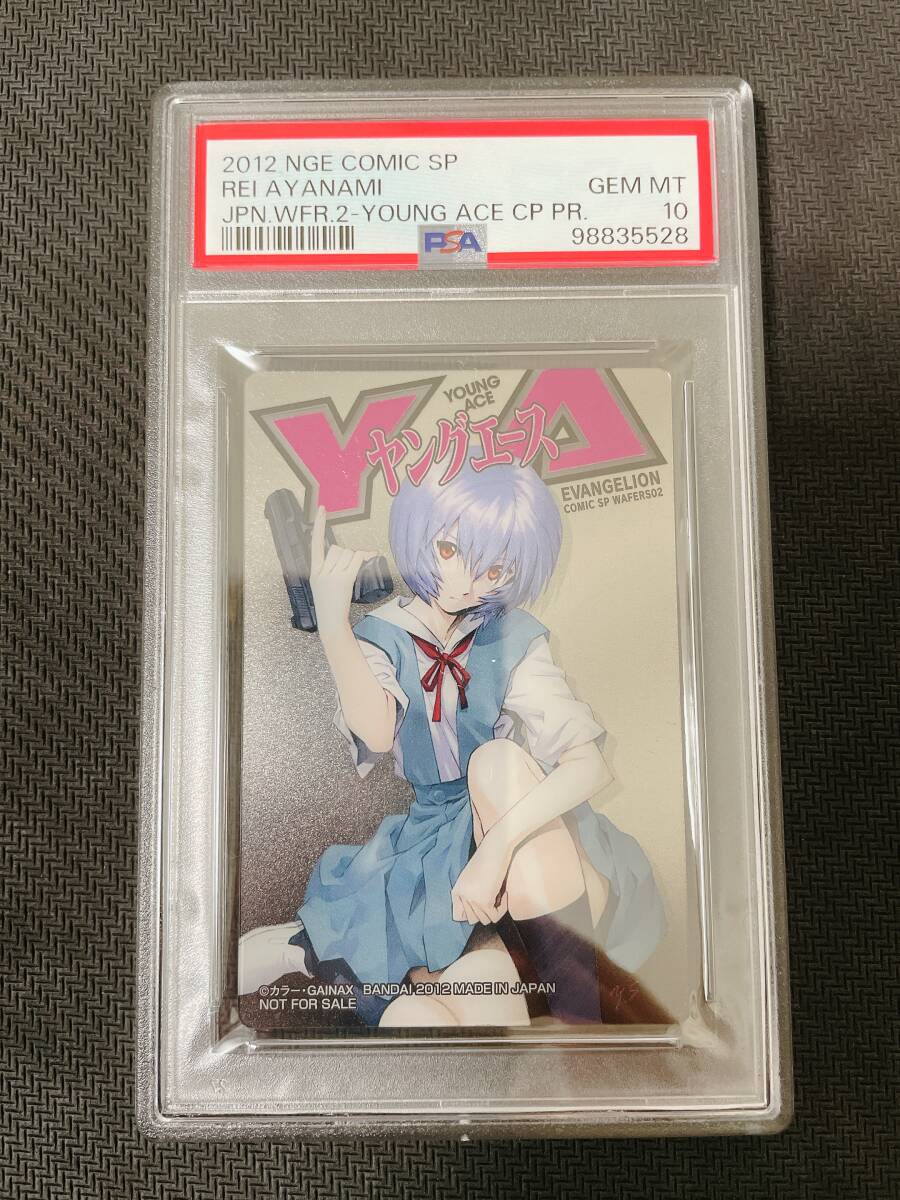 2012 NGE COMIC SP
REI AYANAMI GEM MT
JPN.WFR.2-YOUNG ACE CP PR. 10
PSA 98835528
YOUNG
ACE
YA
ヤングエース
EVANGELION
COMIC SP WAFERS02
©カラー・GAINAX BANDAI 2012 MADE IN JAPAN
NOT FOR SALE